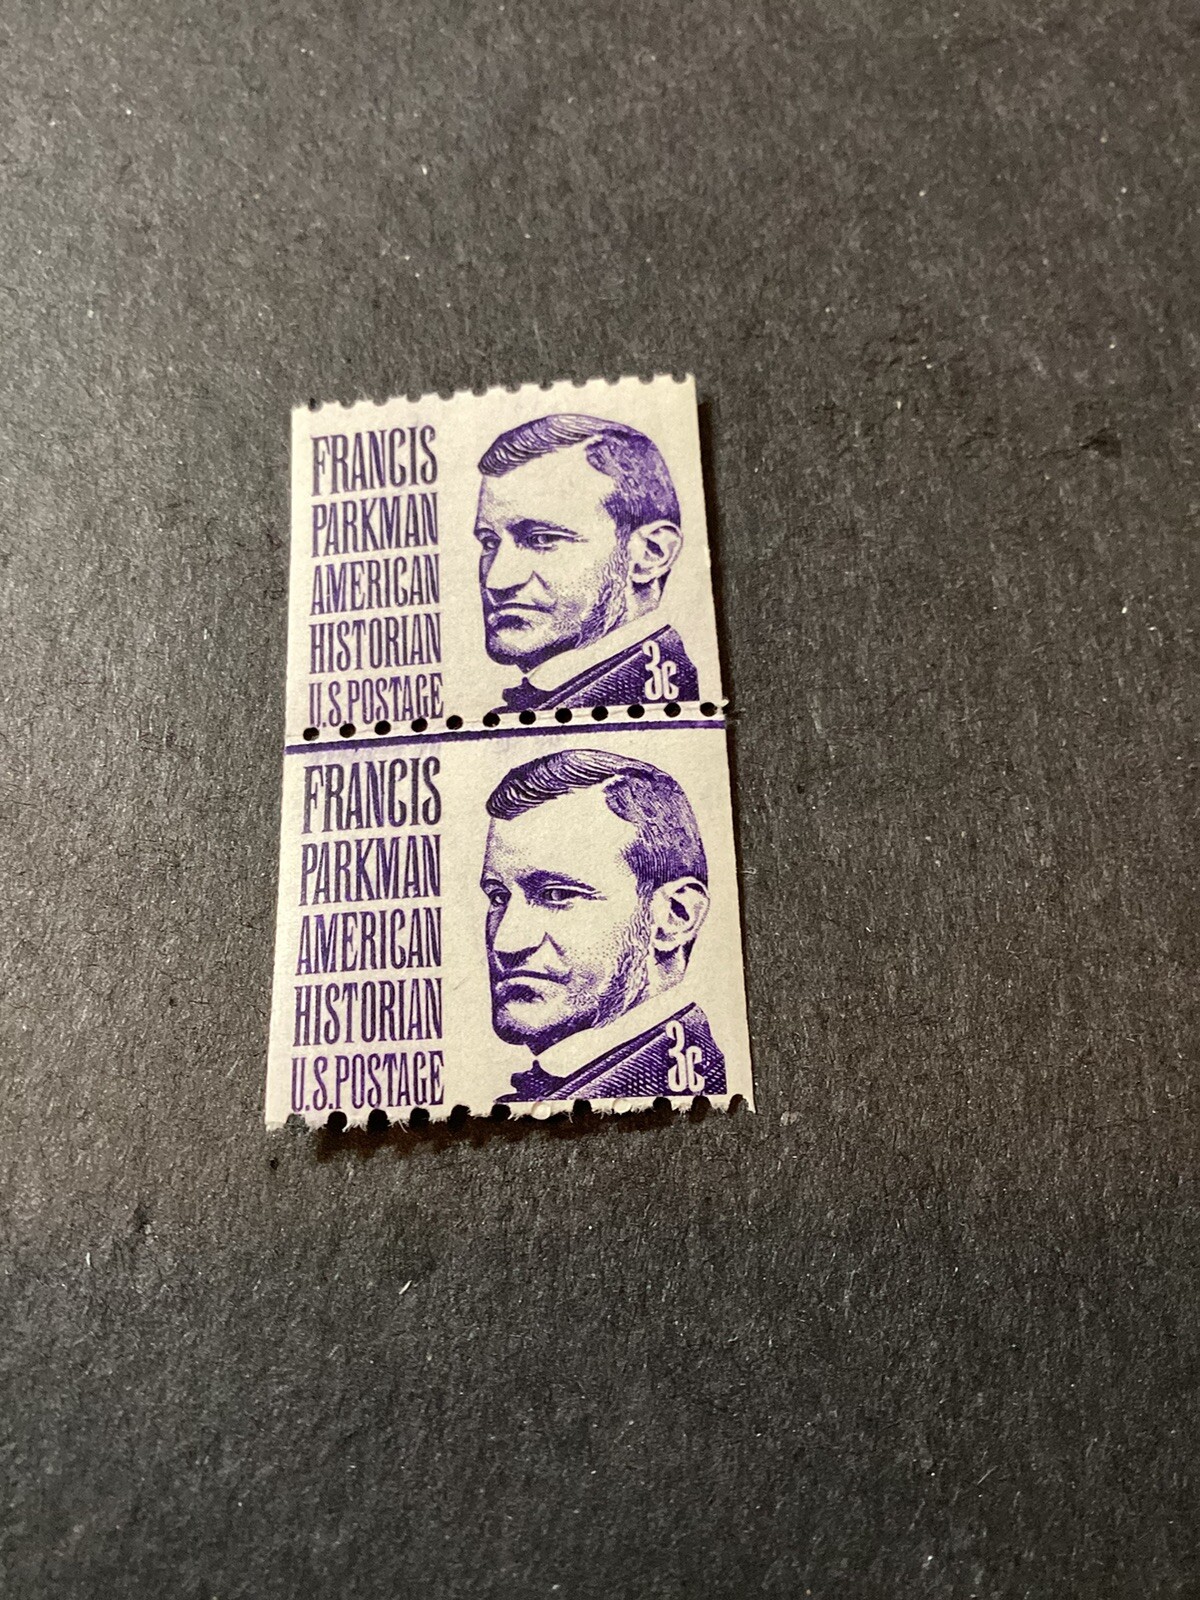 FRANCIS
PARKMAN
AMERICAN
HISTORIAN
U.S.POSTAGE
3c
FRANCIS
PARKMAN
AMERICAN
HISTORIAN
U.S.POSTAGE
3c